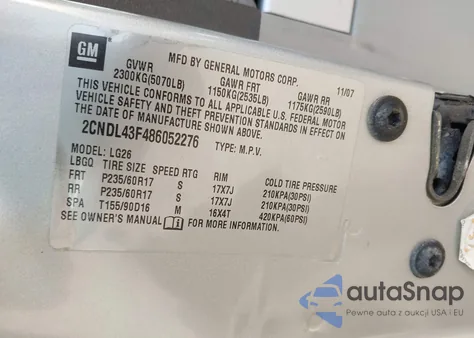 GM
MFD BY GENERAL MOTORS CORP. 11/07
GVWR GAWR FRT GAWR RR
2300KG(5070LB) 1150KG(2535LB) 1175KG(2590LB)
THIS VEHICLE CONFORMS TO ALL APPLICABLE U.S. FEDERAL MOTOR
VEHICLE SAFETY AND THEFT PREVENTION STANDARDS IN EFFECT
ON THE DATE OF MANUFACTURE SHOWN ABOVE.
2CNDL43F486052276 TYPE: M.P.V.
MODEL: LG26
LBGQ TIRE SIZE SPEED RTG RIM COLD TIRE PRESSURE
FRT P235/60R17 S 17X7J 210KPA(30PSI)
RR P235/60R17 S 17X7J 210KPA(30PSI)
SPA T155/90D16 M 16X4T 420KPA(60PSI)
SEE OWNER'S MANUAL i FOR MORE INFORMATION.
autoSnap
Pewne auta z aukcji USA i EU